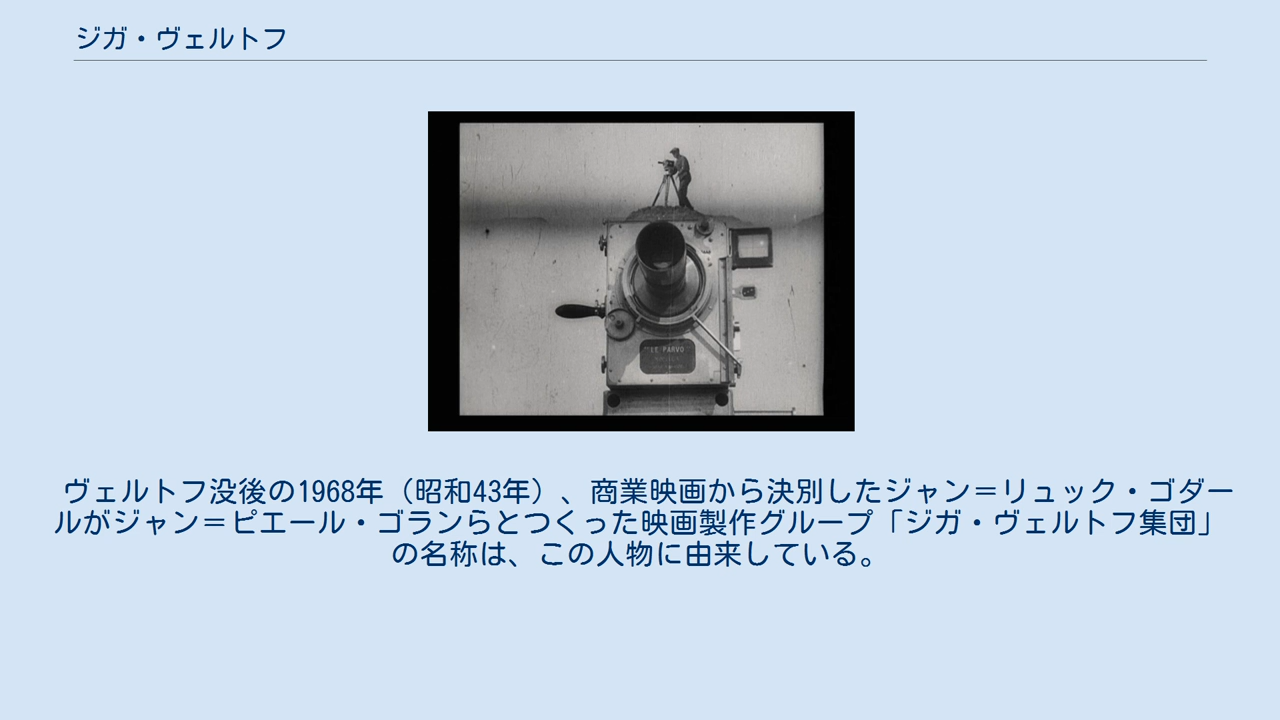 ジガ・ヴェルトフ
LE PARVO
ヴェルトフ没後の1968年（昭和43年）、商業映画から決別したジャン＝リュック・ゴダー
ルがジャン＝ピエール・ゴランらとつくった映画製作グループ「ジガ・ヴェルトフ集団」
の名称は、この人物に由来している。